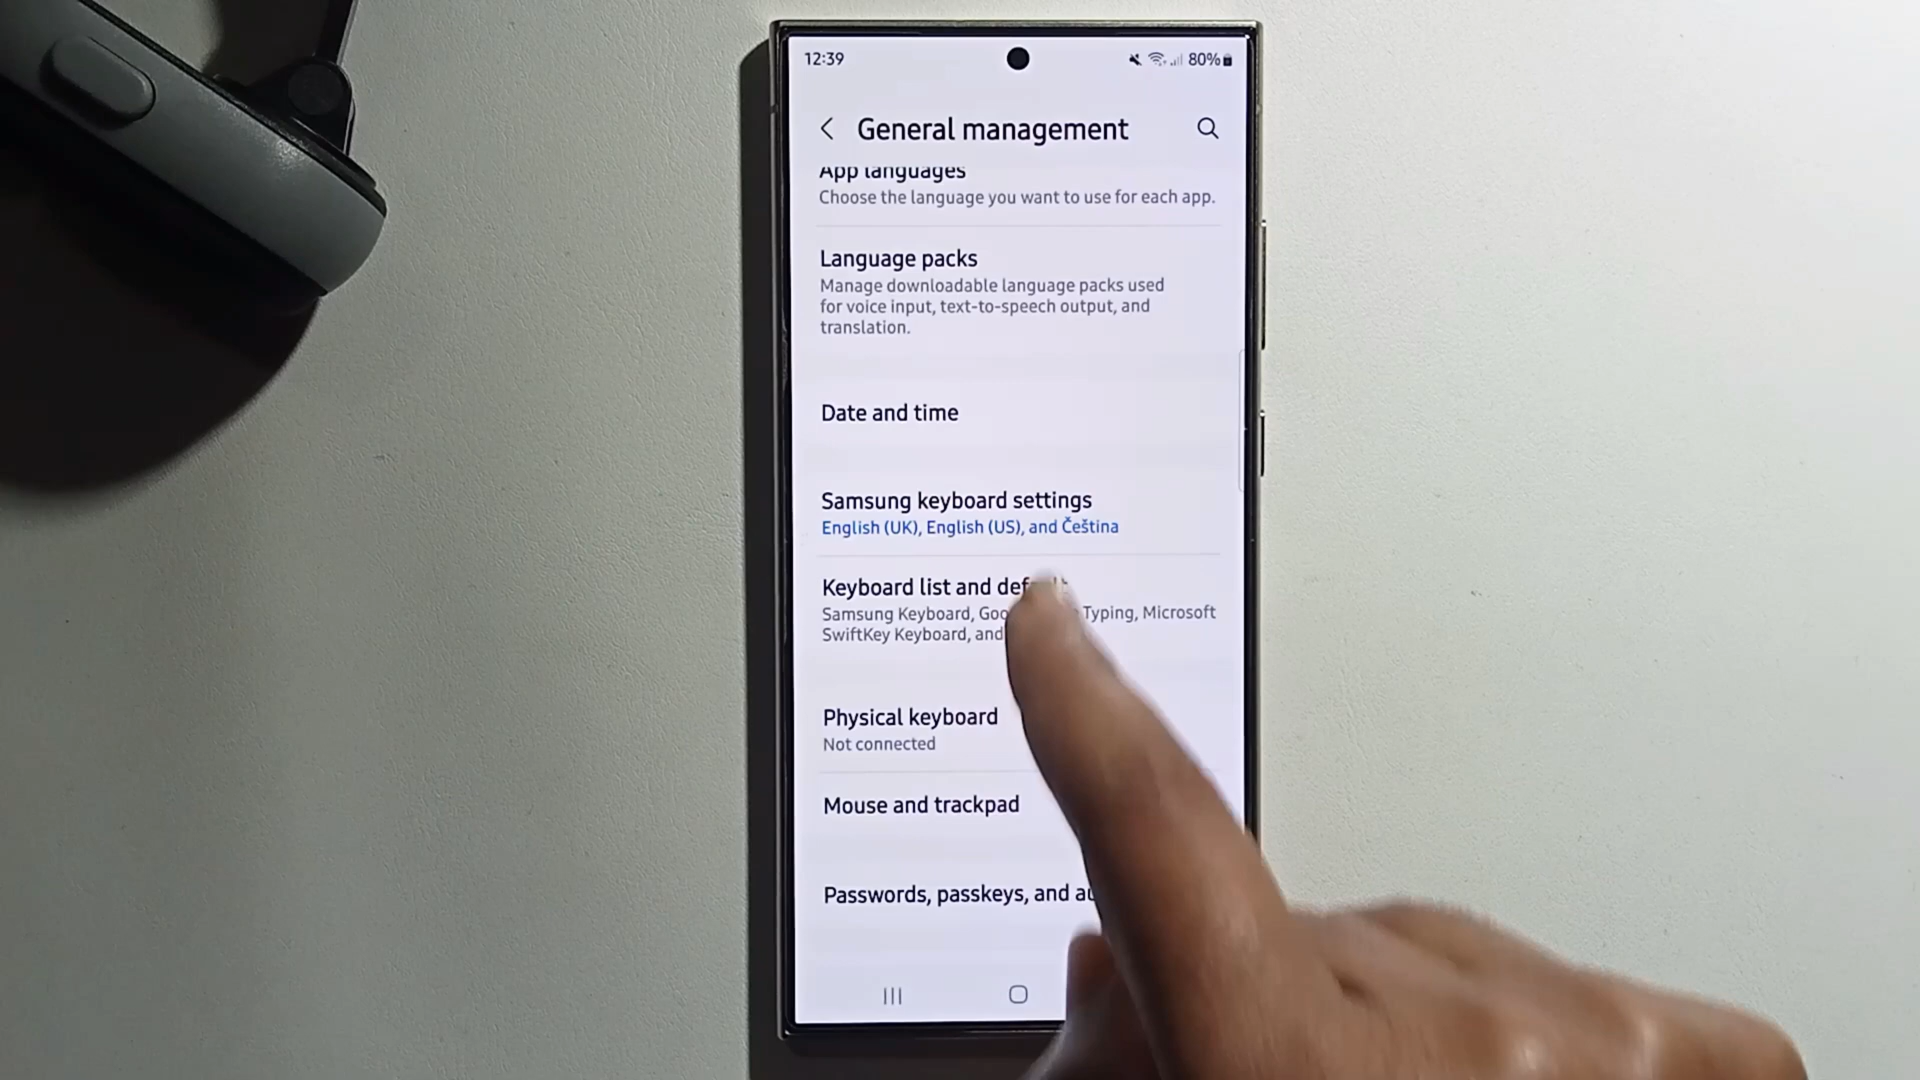 12:39
80%
General management
App languages
Choose the language you want to use for each app.
Language packs
Manage downloadable language packs used
for voice input, text-to-speech output, and
translation.
Date and time
Samsung keyboard settings
English (UK), English (US), and Čeština
Keyboard list and def
Samsung Keyboard, Goo Typing, Microsoft
SwiftKey Keyboard, and
Physical keyboard
Not connected
Mouse and trackpad
Passwords, passkeys, and au